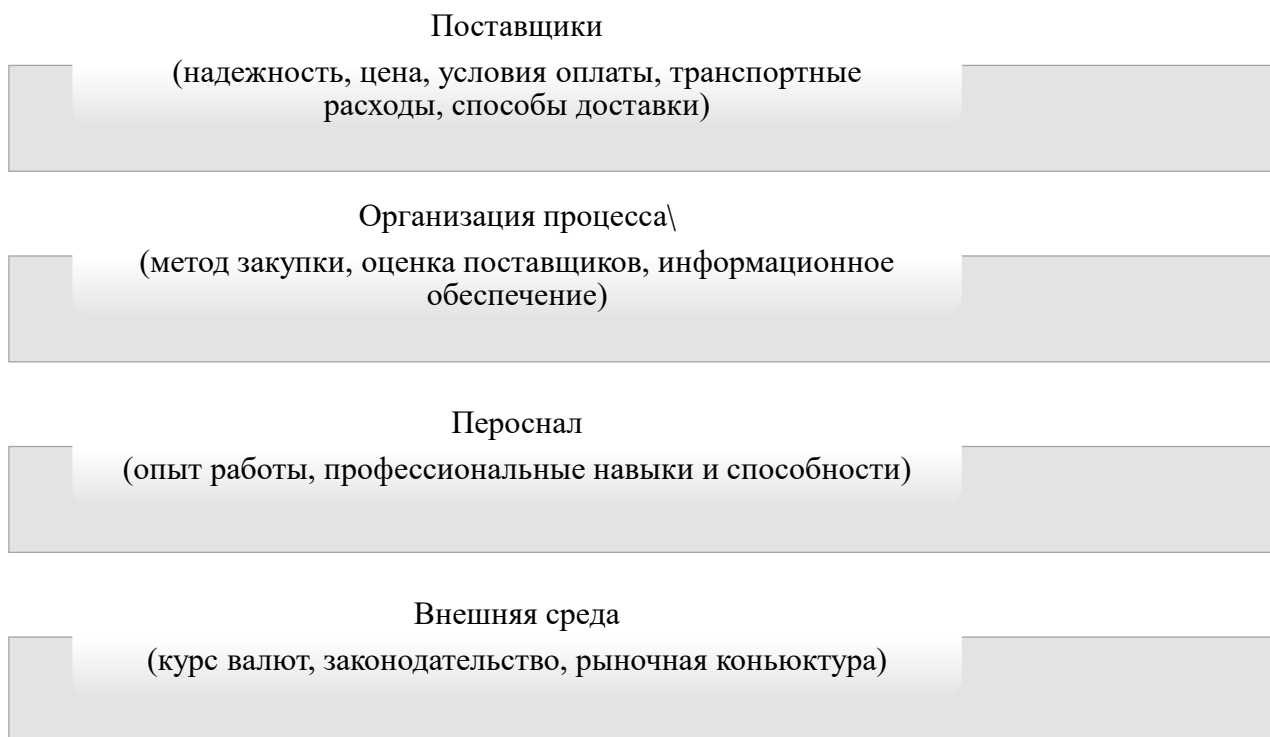 Поставщики
(надежность, цена, условия оплаты, транспортные
расходы, способы доставки)
Организация процесса\
(метод закупки, оценка поставщиков, информационное
обеспечение)
Пероснал
(опыт работы, профессиональные навыки и способности)
Внешняя среда
(курс валют, законодательство, рыночная коньюктура)